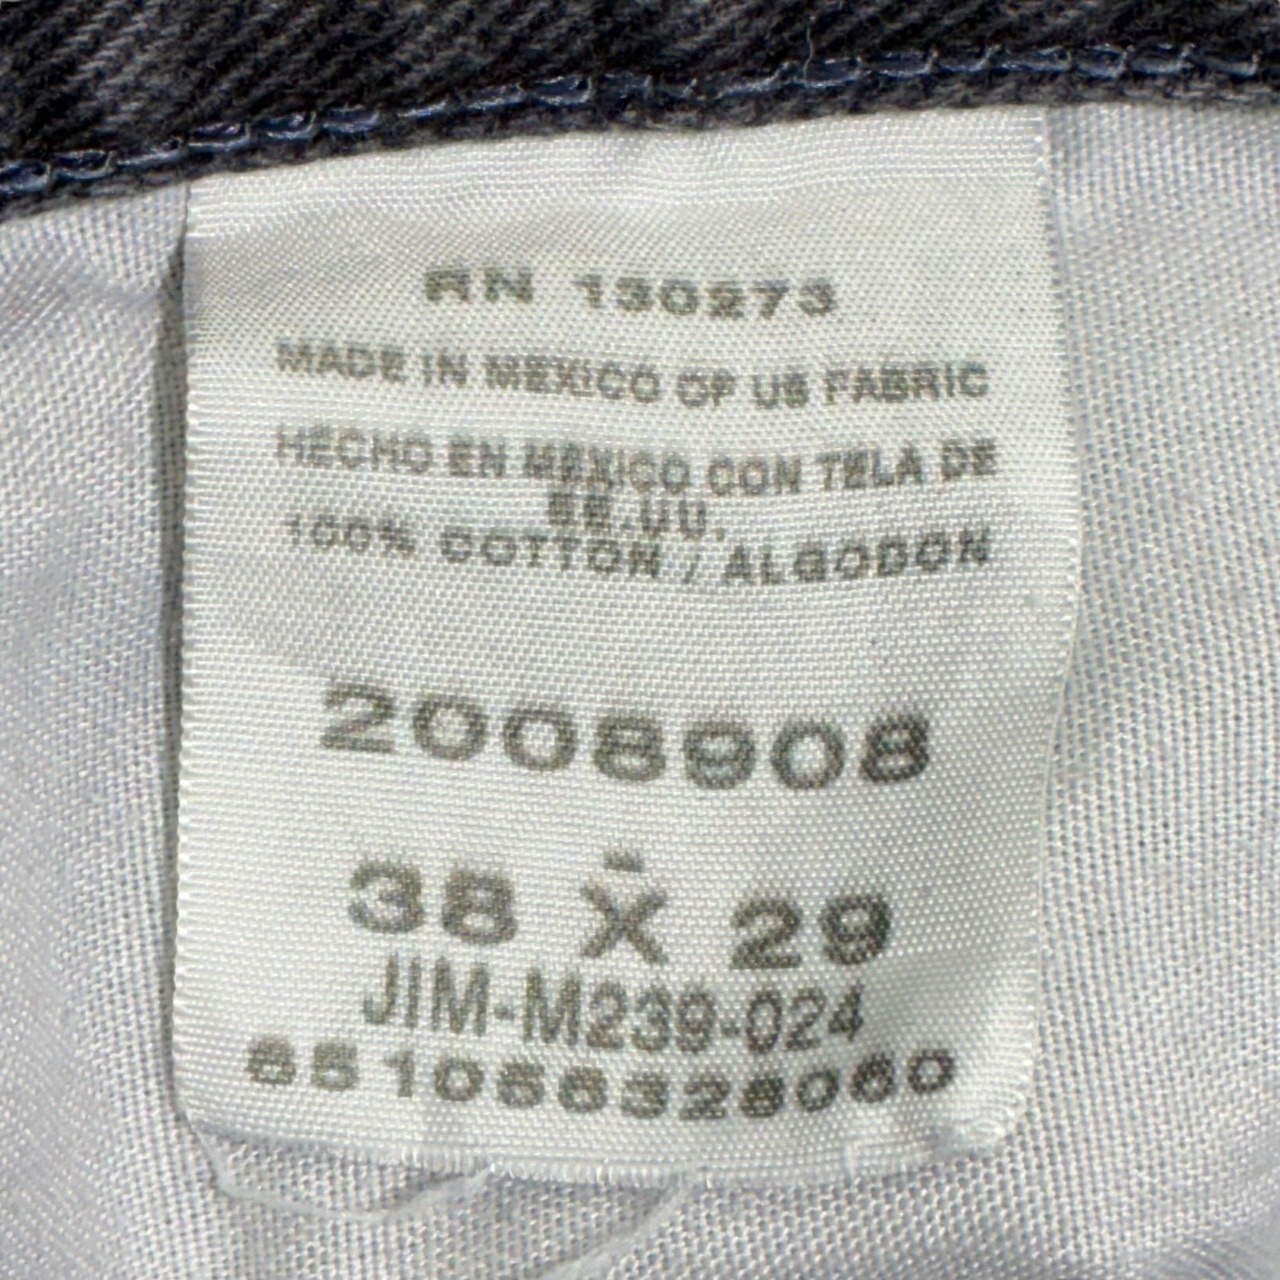 RN 130273
MADE IN MEXICO OF US FABRIC
HECHO EN MEXICO CON TELA DE
EE.UU.
100% COTTON / ALGODON
2008908
38 X 29
JIM-M239-024